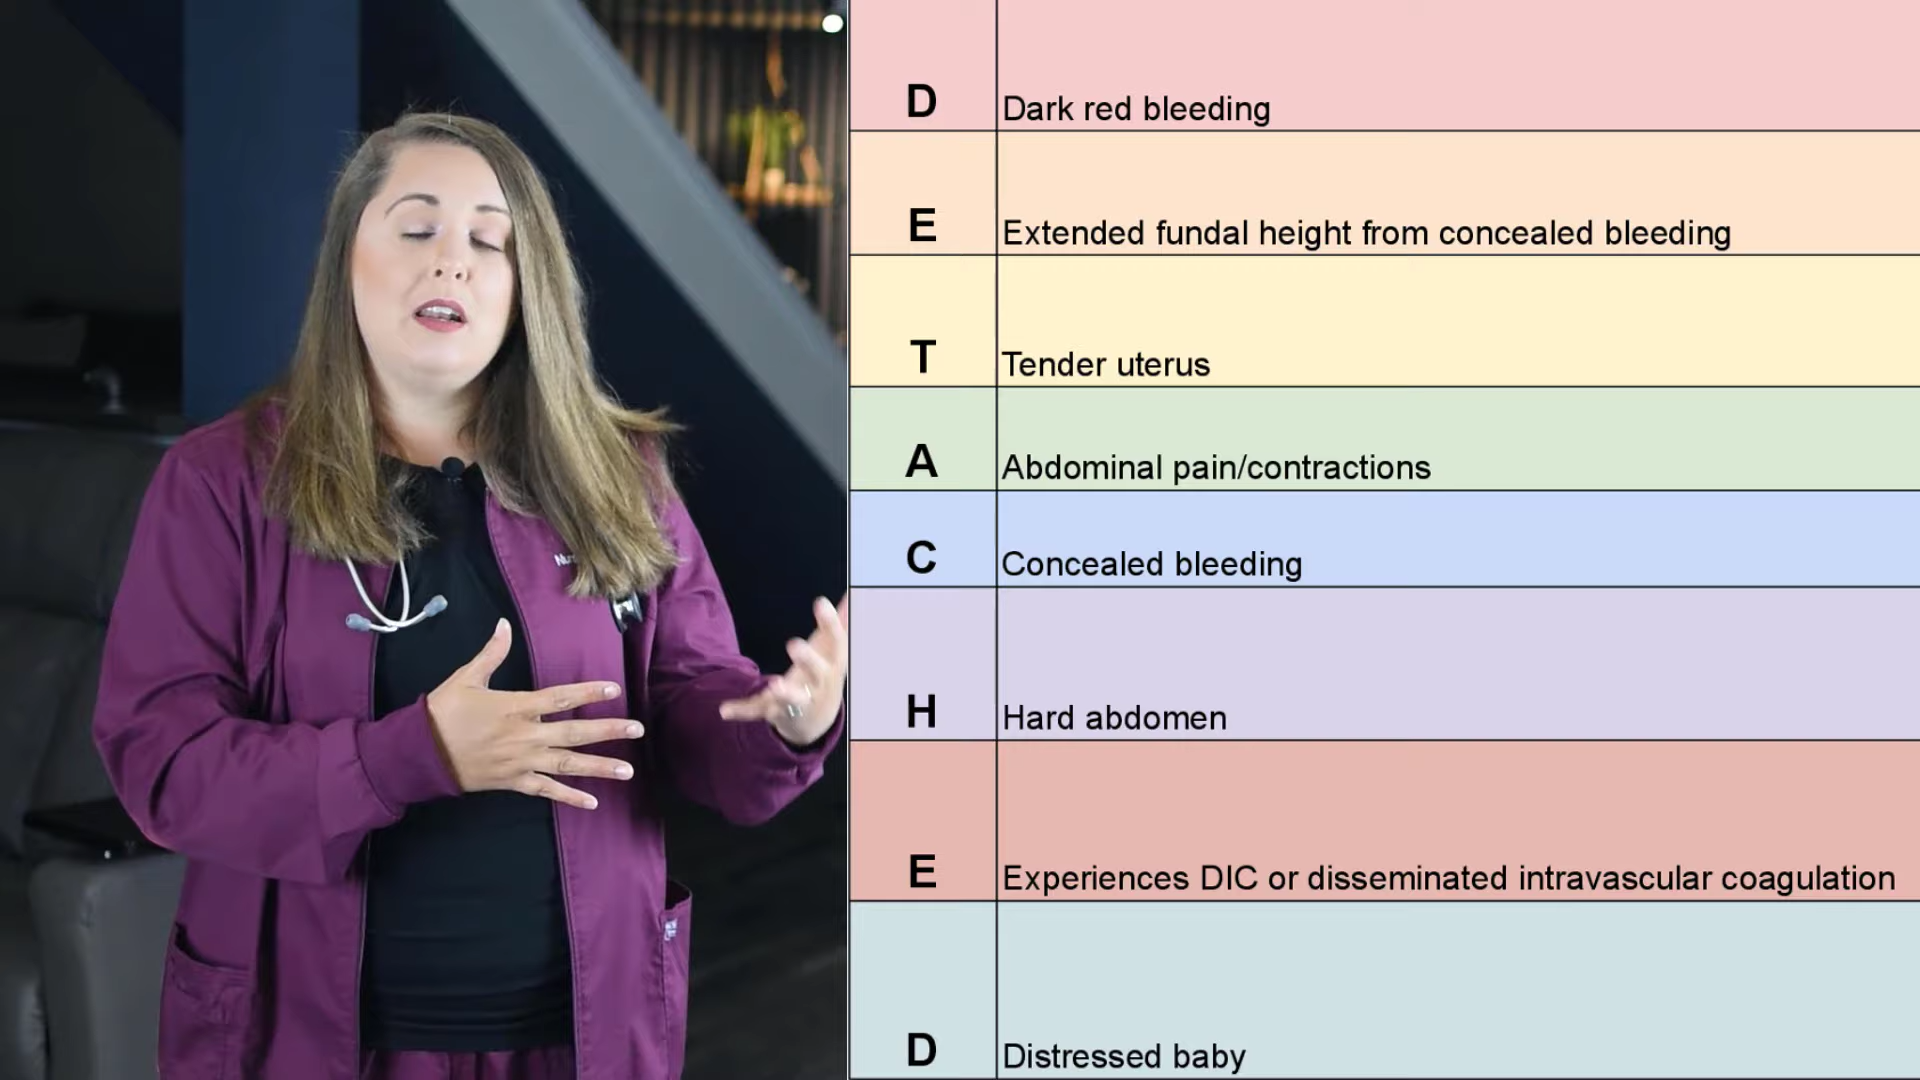 D Dark red bleeding
E Extended fundal height from concealed bleeding
T Tender uterus
A Abdominal pain/contractions
C Concealed bleeding
H Hard abdomen
E Experiences DIC or disseminated intravascular coagulation
D Distressed baby